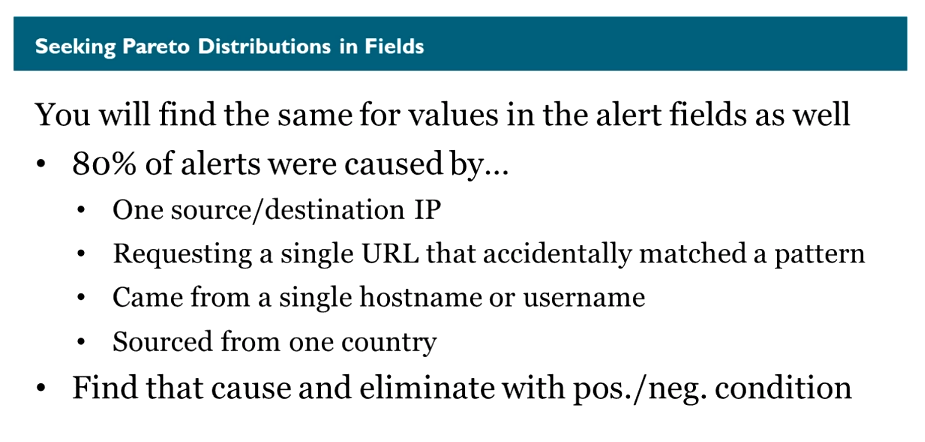 Seeking Pareto Distributions in Fields
You will find the same for values in the alert fields as well
• 80% of alerts were caused by...
• One source/destination IP
• Requesting a single URL that accidentally matched a pattern
• Came from a single hostname or username
• Sourced from one country
• Find that cause and eliminate with pos./neg. condition